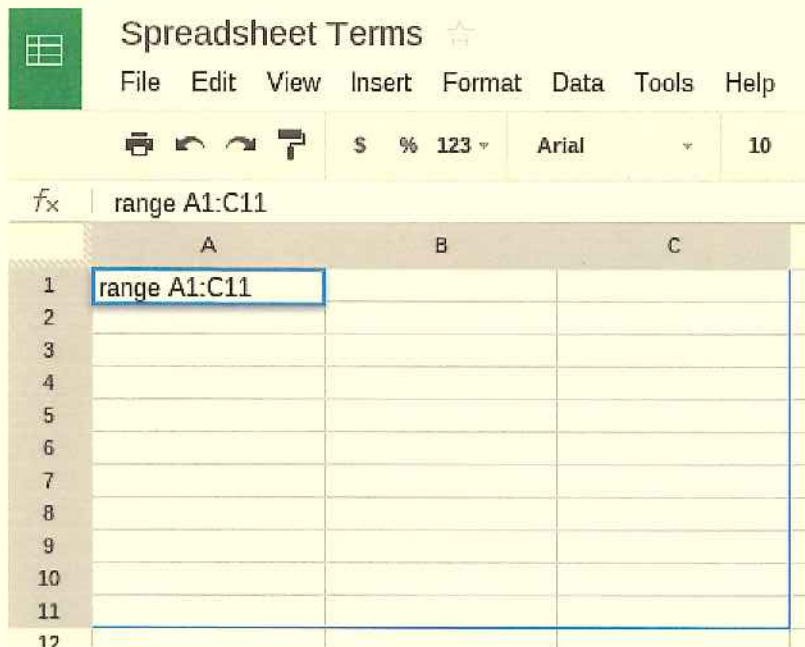 Spreadsheet Terms
File Edit View Insert Format Data Tools Help
$ % 123 Arial 10
fx range A1:C11
A B C
1 range A1:C11
2
3
4
5
6
7
8
9
10
11
12